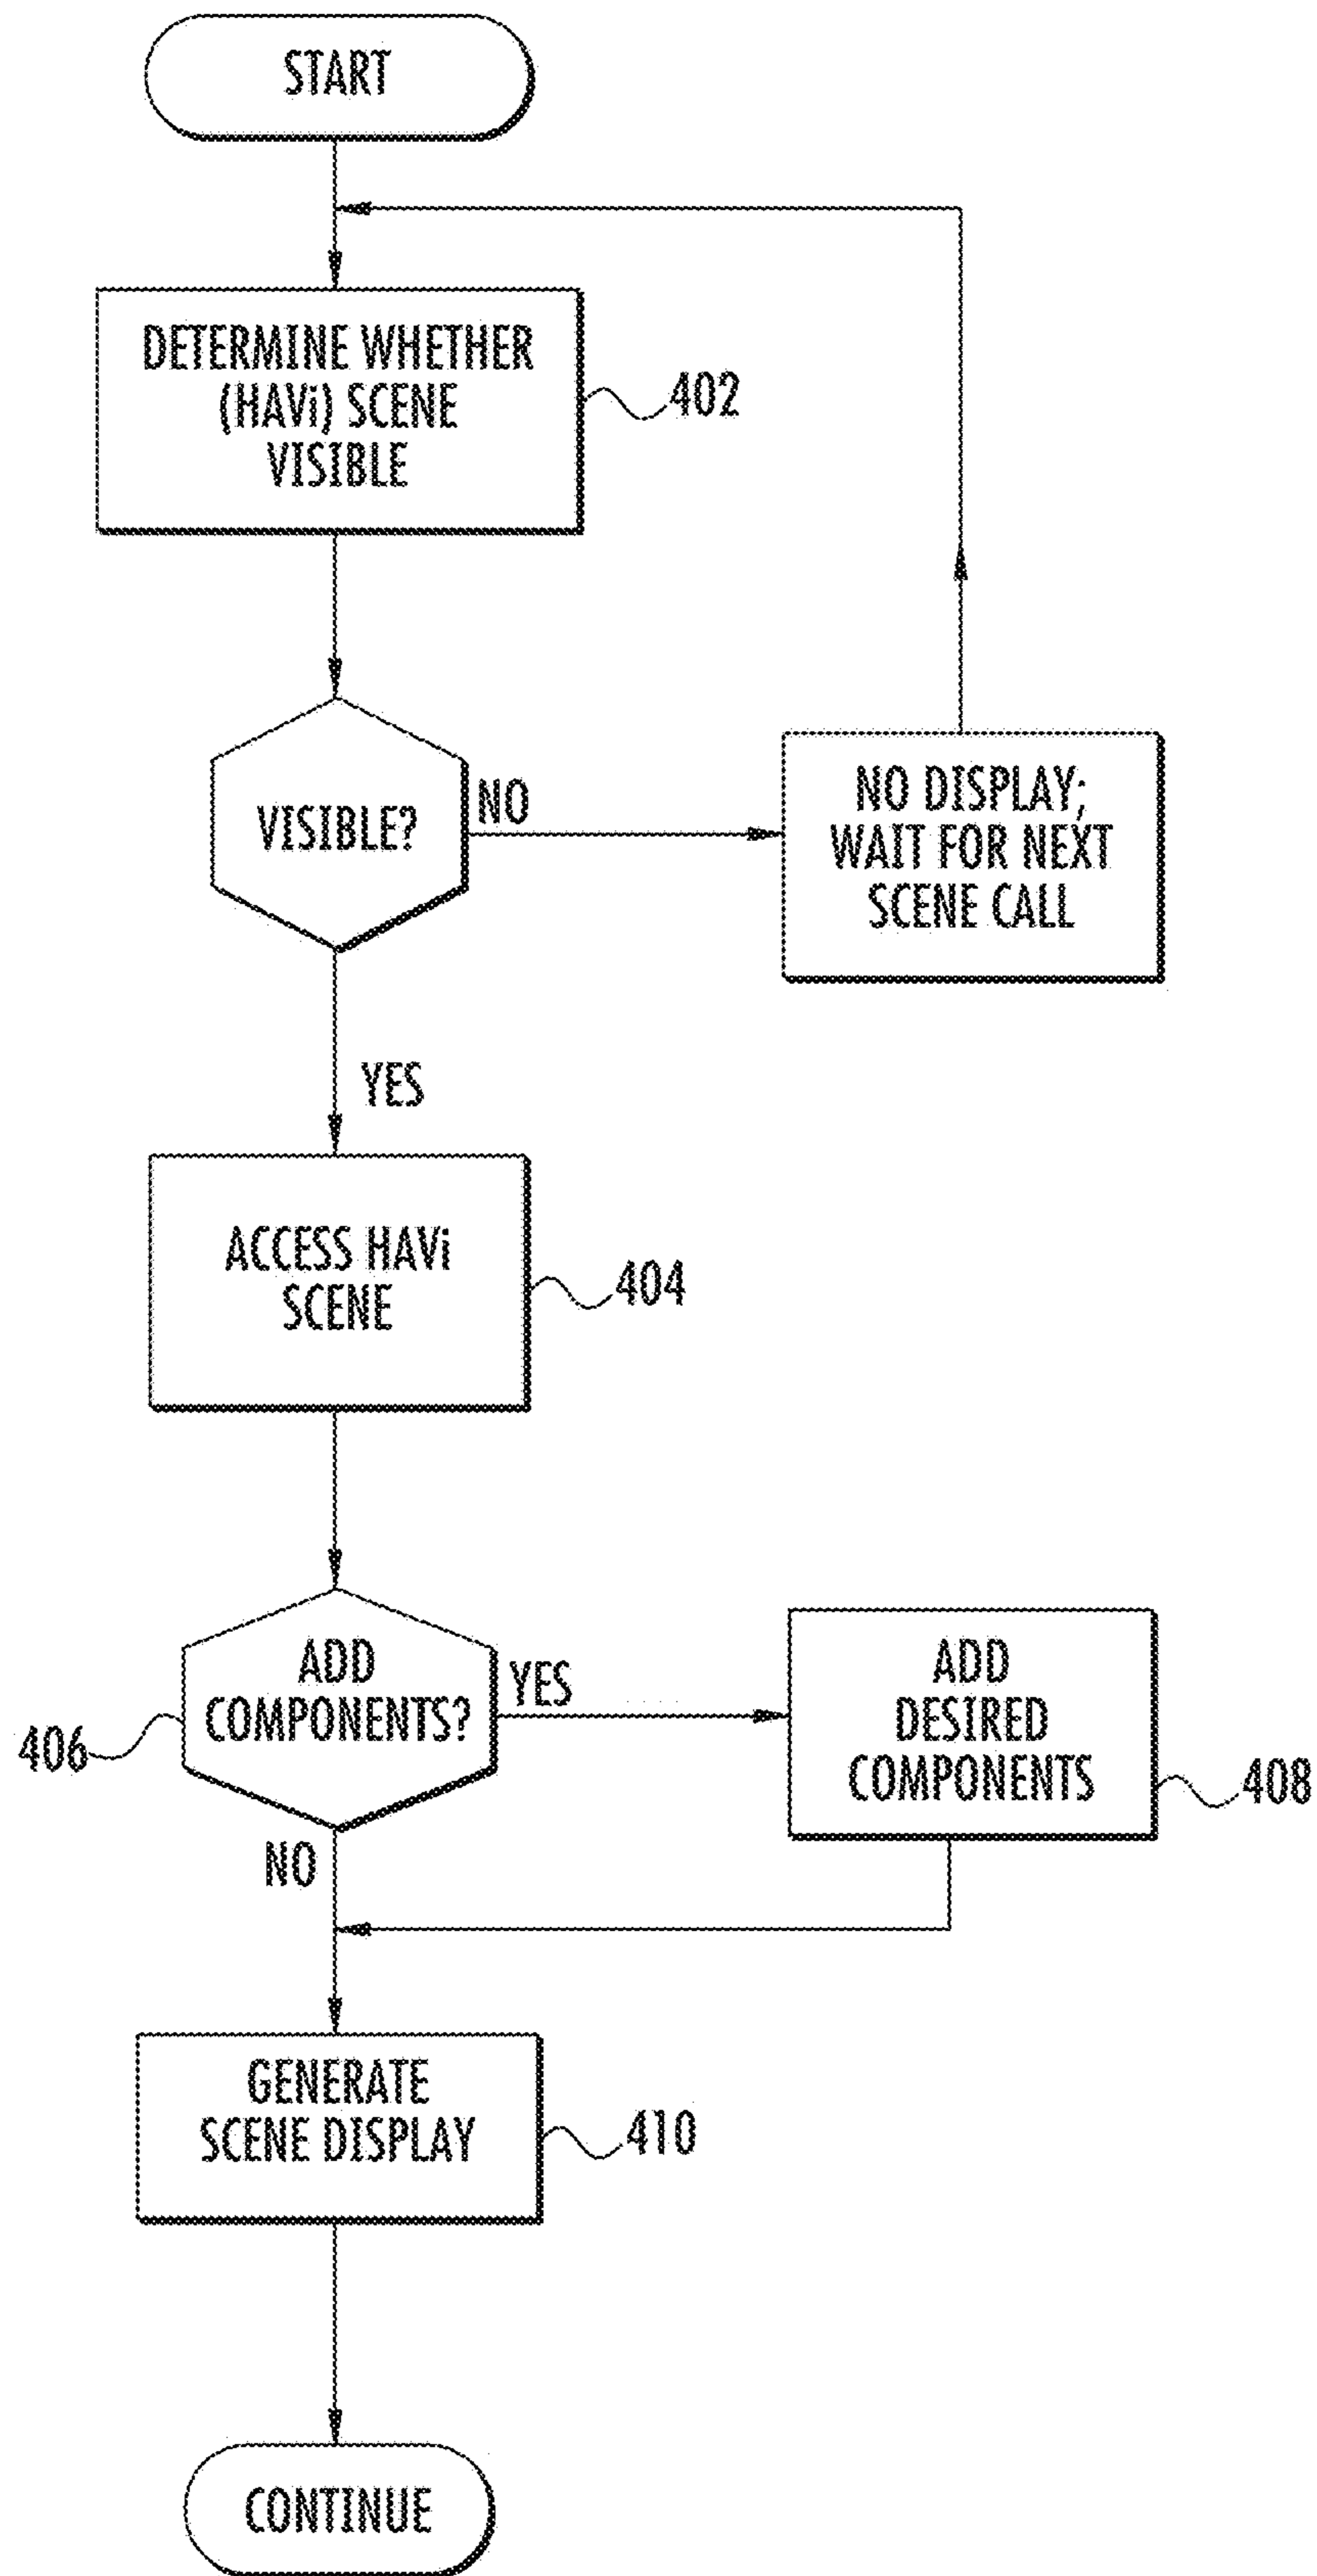 START
DETERMINE WHETHER
(HAVi) SCENE
VISIBLE
402
VISIBLE?
NO
NO DISPLAY;
WAIT FOR NEXT
SCENE CALL
YES
ACCESS HAVi
SCENE
404
ADD
COMPONENTS?
406
YES
ADD
DESIRED
COMPONENTS
408
NO
GENERATE
SCENE DISPLAY
410
CONTINUE